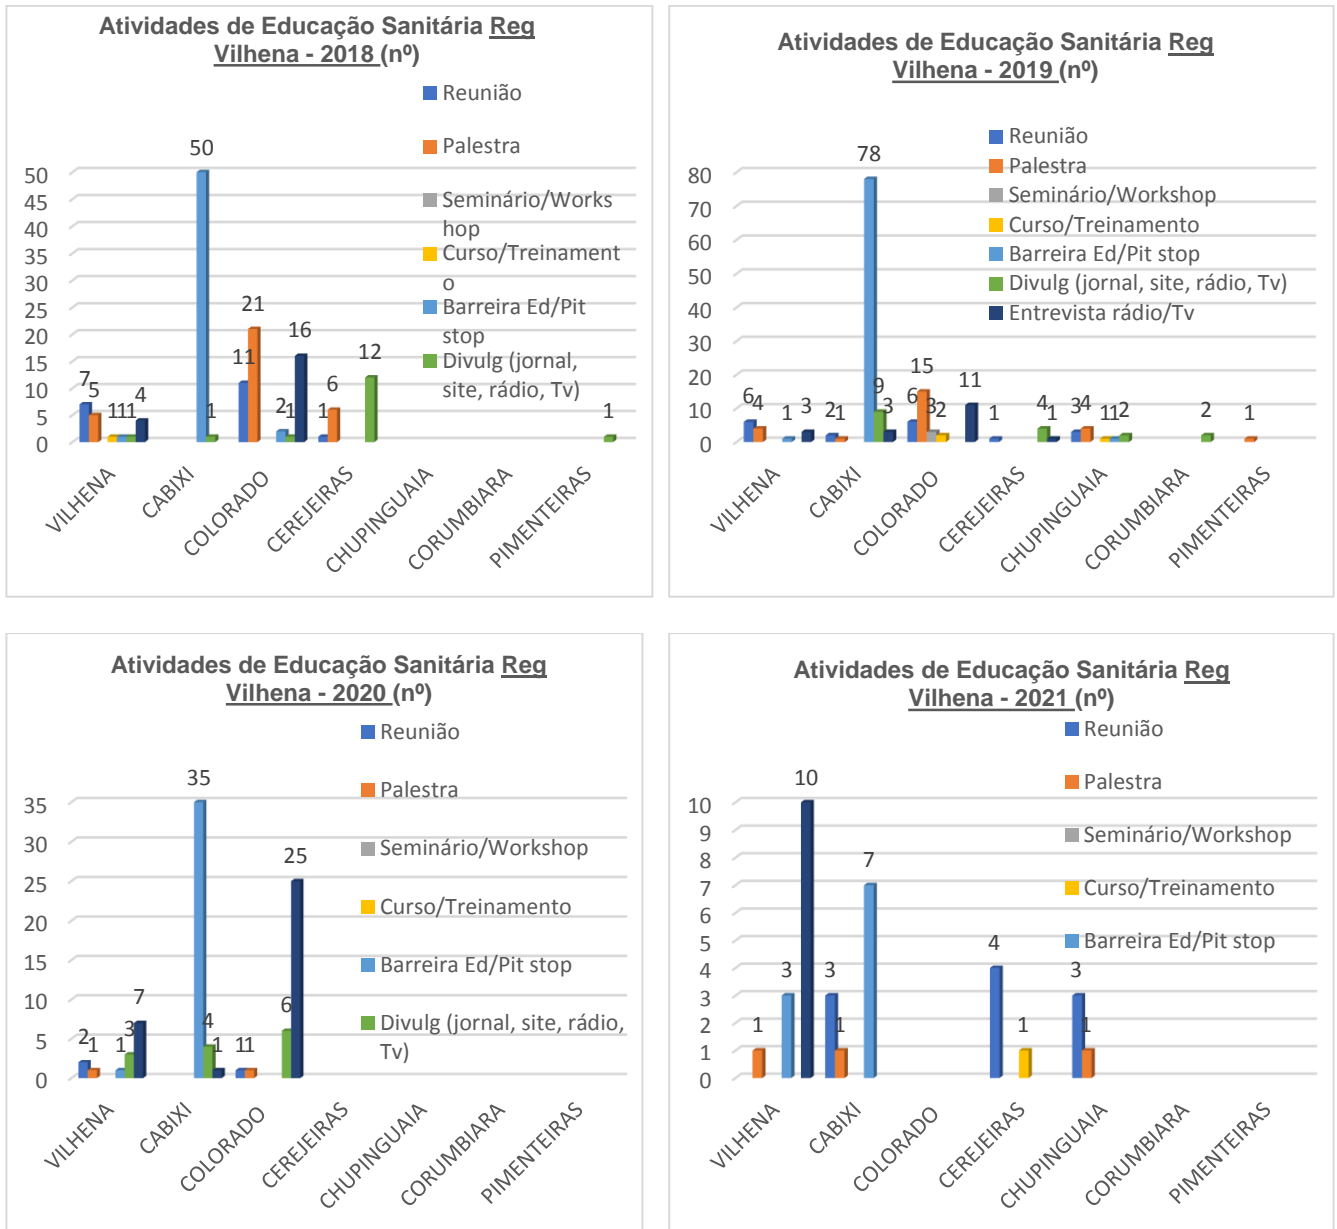 Atividades de Educação Sanitária Reg
Vilhena - 2018 (nº)
Reunião
Palestra
Seminário/Works
hop
Curso/Treinament
o
Barreira Ed/Pit
stop
Divulg (jornal,
site, rádio, Tv)
50
45
40
35
30
25
20
15
10
5
0
7
5
1
1
1
4
50
1
11
21
2
1
16
1
6
12
1
VILHENA
CABIXI
COLORADO
CEREJEIRAS
CHUPINGUAIA
CORUMBIARA
PIMENTEIRAS
Atividades de Educação Sanitária Reg
Vilhena - 2019 (nº)
Reunião
Palestra
Seminário/Workshop
Curso/Treinamento
Barreira Ed/Pit stop
Divulg (jornal, site, rádio, Tv)
Entrevista rádio/Tv
80
70
60
50
40
30
20
10
0
6
4
1
3
2
1
78
9
3
6
15
3
2
11
1
4
1
3
4
1
1
2
2
1
VILHENA
CABIXI
COLORADO
CEREJEIRAS
CHUPINGUAIA
CORUMBIARA
PIMENTEIRAS
Atividades de Educação Sanitária Reg
Vilhena - 2020 (nº)
Reunião
Palestra
Seminário/Workshop
Curso/Treinamento
Barreira Ed/Pit stop
Divulg (jornal, site, rádio,
Tv)
35
30
25
20
15
10
5
0
2
1
1
3
7
35
4
1
1
1
6
25
VILHENA
CABIXI
COLORADO
CEREJEIRAS
CHUPINGUAIA
CORUMBIARA
PIMENTEIRAS
Atividades de Educação Sanitária Reg
Vilhena - 2021 (nº)
Reunião
Palestra
Seminário/Workshop
Curso/Treinamento
Barreira Ed/Pit stop
10
9
8
7
6
5
4
3
2
1
0
1
3
10
3
1
7
4
1
3
1
VILHENA
CABIXI
COLORADO
CEREJEIRAS
CHUPINGUAIA
CORUMBIARA
PIMENTEIRAS